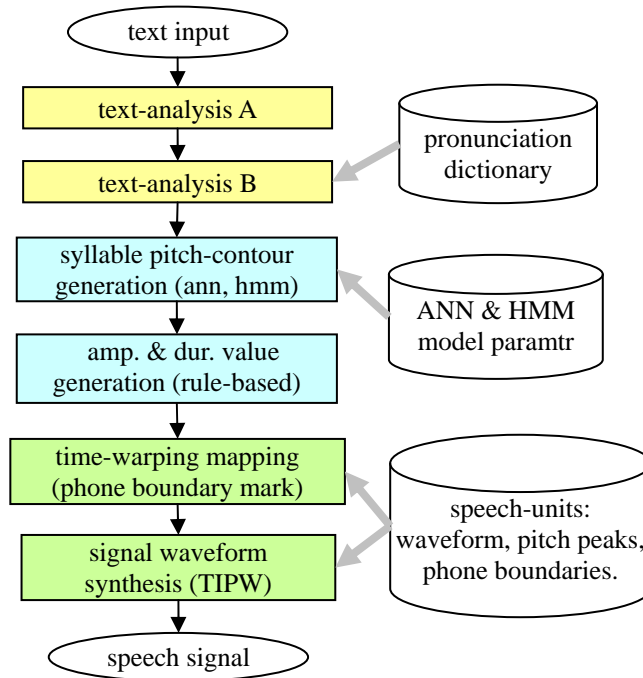 text input
text-analysis A
pronunciation
dictionary
text-analysis B
syllable pitch-contour
generation (ann, hmm)
ANN & HMM
model paramtr
amp. & dur. value
generation (rule-based)
time-warping mapping
(phone boundary mark)
speech-units:
waveform, pitch peaks,
phone boundaries.
signal waveform
synthesis (TIPW)
speech signal